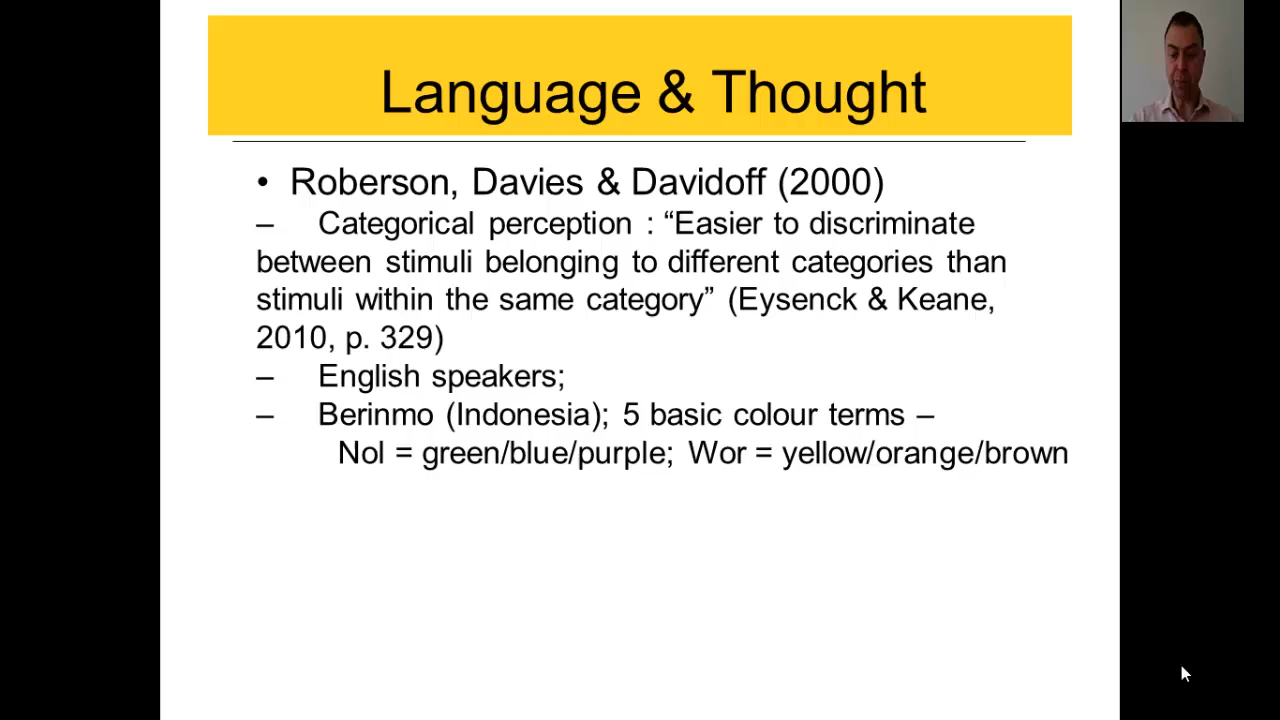 Language & Thought
• Roberson, Davies & Davidoff (2000)
– Categorical perception : “Easier to discriminate
between stimuli belonging to different categories than
stimuli within the same category” (Eysenck & Keane,
2010, p. 329)
– English speakers;
– Berinmo (Indonesia); 5 basic colour terms –
Nol = green/blue/purple; Wor = yellow/orange/brown